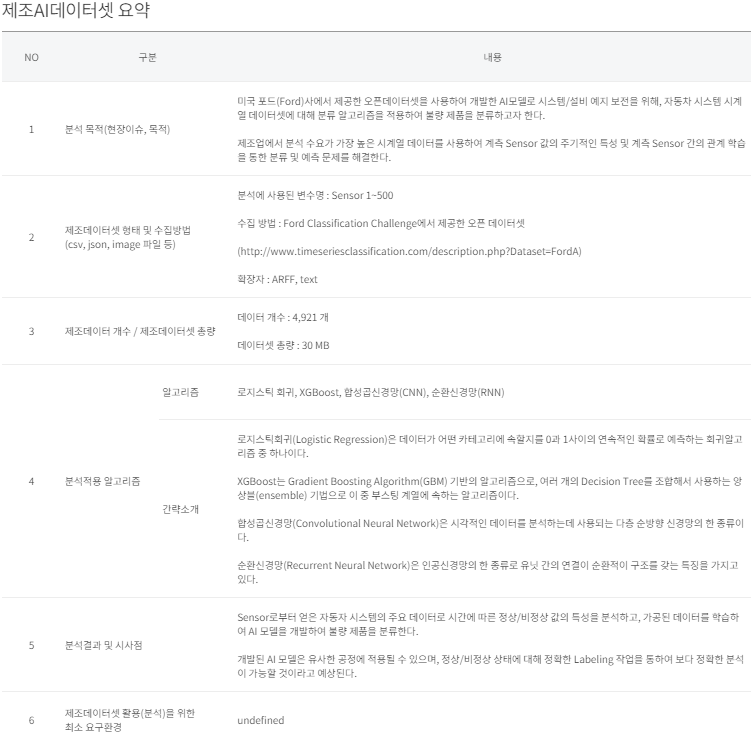 제조AI데이터셋 요약
NO 구분 내용
1 분석 목적(현장이슈, 목적)
미국 포드(Ford)사에서 제공한 오픈데이터셋을 사용하여 개발한 AI모델로 시스템/설비 예지 보전을 위해, 자동차 시스템 시계
열 데이터셋에 대해 분류 알고리즘을 적용하여 불량 제품을 분류하고자 한다.
제조업에서 분석 수요가 가장 높은 시계열 데이터를 사용하여 계측 Sensor 값의 주기적인 특성 및 계측 Sensor 간의 관계 학습
을 통한 분류 및 예측 문제를 해결한다.
2 제조데이터셋 형태 및 수집방법
(csv, json, image 파일 등)
분석에 사용된 변수명 : Sensor 1~500
수집 방법 : Ford Classification Challenge에서 제공한 오픈 데이터셋
(http://www.timeseriesclassification.com/description.php?Dataset=FordA)
확장자 : ARFF, text
3 제조데이터 개수 / 제조데이터셋 총량
데이터 개수 : 4,921 개
데이터셋 총량 : 30 MB
4 분석적용 알고리즘
알고리즘 로지스틱 회귀, XGBoost, 합성곱신경망(CNN), 순환신경망(RNN)
간략소개
로지스틱회귀(Logistic Regression)은 데이터가 어떤 카테고리에 속할지를 0과 1사이의 연속적인 확률로 예측하는 회귀알고
리즘 중 하나이다.
XGBoost는 Gradient Boosting Algorithm(GBM) 기반의 알고리즘으로, 여러 개의 Decision Tree를 조합해서 사용하는 앙
상블(ensemble) 기법으로 이 중 부스팅 계열에 속하는 알고리즘이다.
합성곱신경망(Convolutional Neural Network)은 시각적인 데이터를 분석하는데 사용되는 다층 순방향 신경망의 한 종류이
다.
순환신경망(Recurrent Neural Network)은 인공신경망의 한 종류로 유닛 간의 연결이 순환적이 구조를 갖는 특징을 가지고
있다.
5 분석결과 및 시사점
Sensor로부터 얻은 자동자 시스템의 주요 데이터로 시간에 따른 정상/비정상 값의 특성을 분석하고, 가공된 데이터를 학습하
여 AI 모델을 개발하여 불량 제품을 분류한다.
개발된 AI 모델은 유사한 공정에 적용될 수 있으며, 정상/비정상 상태에 대해 정확한 Labeling 작업을 통하여 보다 정확한 분석
이 가능할 것이라고 예상된다.
6 제조데이터셋 활용(분석)을 위한
최소 요구환경
undefined